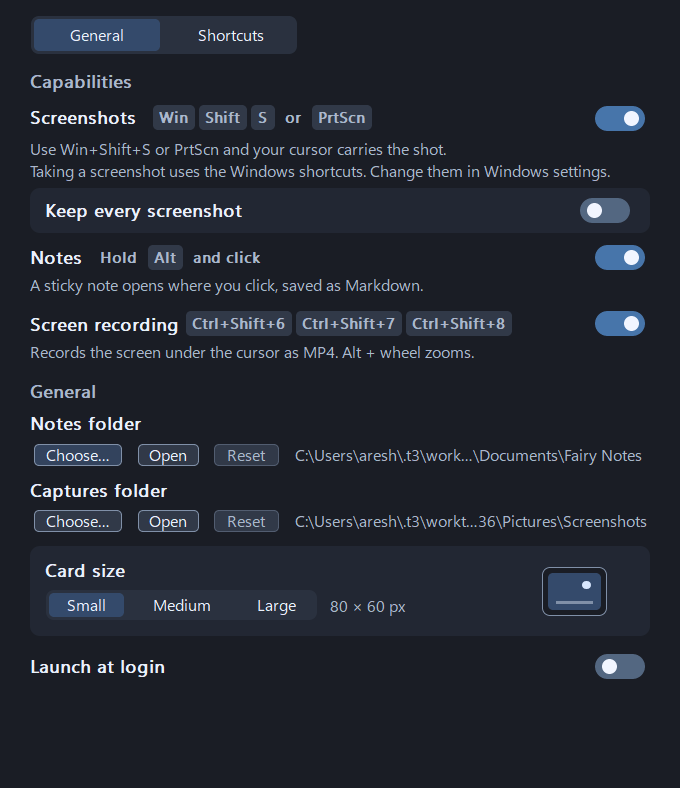 General Shortcuts
Capabilities
Screenshots Win Shift S or PrtScn
Use Win+Shift+S or PrtScn and your cursor carries the shot.
Taking a screenshot uses the Windows shortcuts. Change them in Windows settings.
Keep every screenshot
Notes Hold Alt and click
A sticky note opens where you click, saved as Markdown.
Screen recording Ctrl+Shift+6 Ctrl+Shift+7 Ctrl+Shift+8
Records the screen under the cursor as MP4. Alt + wheel zooms.
General
Notes folder
Choose... Open Reset C:\Users\aresh\.t3\work...\Documents\Fairy Notes
Captures folder
Choose... Open Reset C:\Users\aresh\.t3\workt...36\Pictures\Screenshots
Card size
Small Medium Large 80 × 60 px
Launch at login